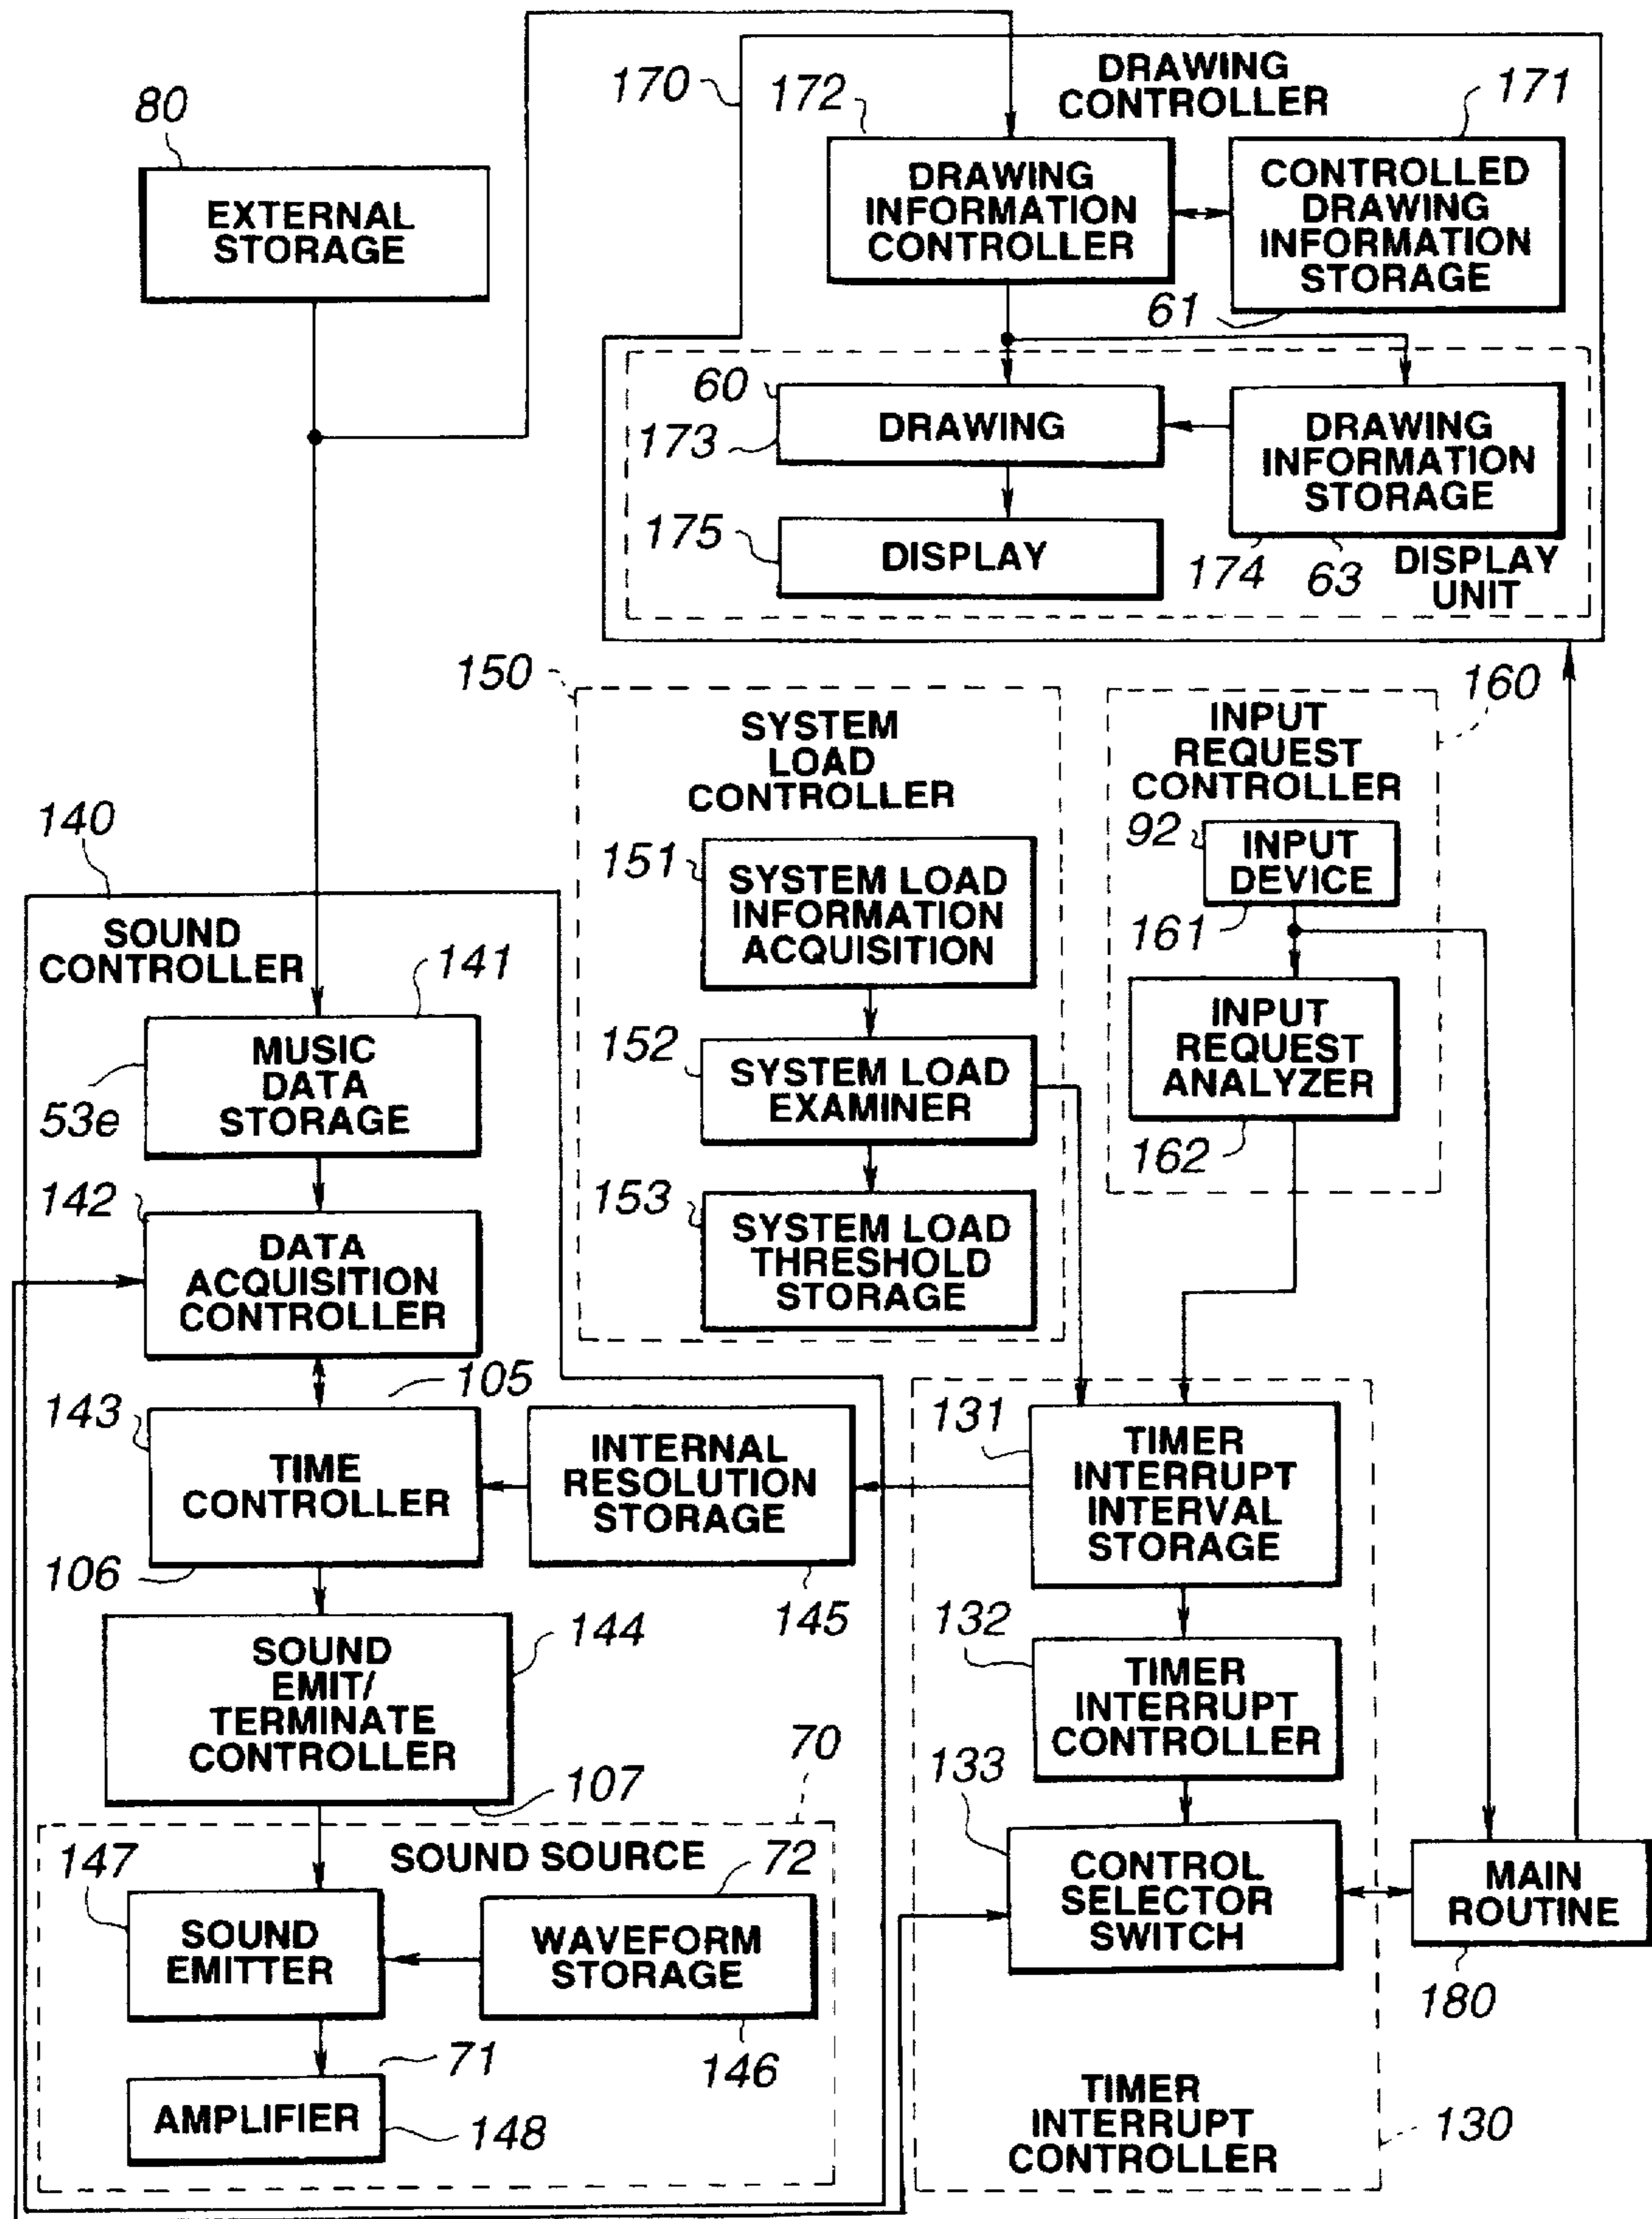 170
DRAWING
CONTROLLER
172
171
80
EXTERNAL
STORAGE
DRAWING
INFORMATION
CONTROLLER
CONTROLLED
DRAWING
INFORMATION
STORAGE
61
60
173
DRAWING
DRAWING
INFORMATION
STORAGE
175
DISPLAY
174
63
DISPLAY
UNIT
150
SYSTEM
LOAD
CONTROLLER
160
INPUT
REQUEST
CONTROLLER
151
SYSTEM LOAD
INFORMATION
ACQUISITION
92
INPUT
DEVICE
161
152
SYSTEM LOAD
EXAMINER
INPUT
REQUEST
ANALYZER
162
153
SYSTEM LOAD
THRESHOLD
STORAGE
140
SOUND
CONTROLLER
141
MUSIC
DATA
STORAGE
53e
142
DATA
ACQUISITION
CONTROLLER
105
143
TIME
CONTROLLER
106
INTERNAL
RESOLUTION
STORAGE
145
131
TIMER
INTERRUPT
INTERVAL
STORAGE
144
SOUND
EMIT/
TERMINATE
CONTROLLER
107
132
TIMER
INTERRUPT
CONTROLLER
70
SOUND SOURCE
147
SOUND
EMITTER
72
WAVEFORM
STORAGE
146
71
AMPLIFIER
148
133
CONTROL
SELECTOR
SWITCH
MAIN
ROUTINE
180
TIMER
INTERRUPT
CONTROLLER
130